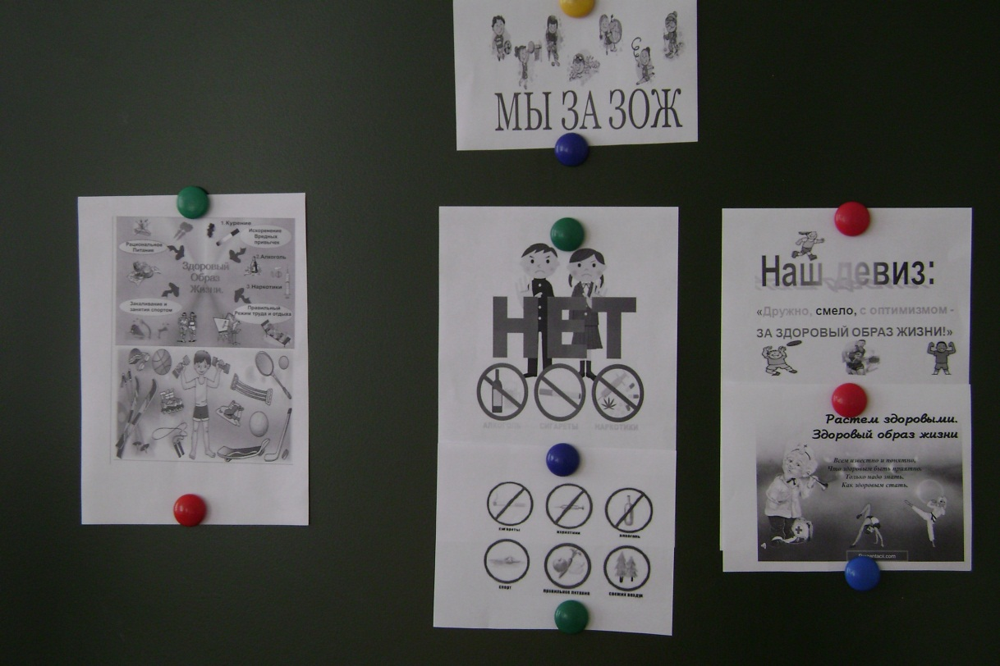 МЫ ЗА ЗОЖ
1.Курение
Искоренение
Вредных
привычек
Рациональное
Питание
2.Алкоголь
Здоровый
Образ
Жизни.
3.Наркотики
Закаливание и
занятия спортом
Правильный
Режим труда и отдыха
НЕТ
АЛКОГОЛЬ СИГАРЕТЫ НАРКОТИКИ
СИГАРЕТЫ НАРКОТИКИ АЛКОГОЛЬ
СПОРТ ПРАВИЛЬНОЕ ПИТАНИЕ СВЕЖИЙ ВОЗДУХ
Наш девиз:
«Дружно, смело, с оптимизмом -
ЗА ЗДОРОВЫЙ ОБРАЗ ЖИЗНИ!»
Растем здоровыми.
Здоровый образ жизни
Всем известно и понятно,
Что здоровым быть приятно.
Только надо знать,
Как здоровым стать.